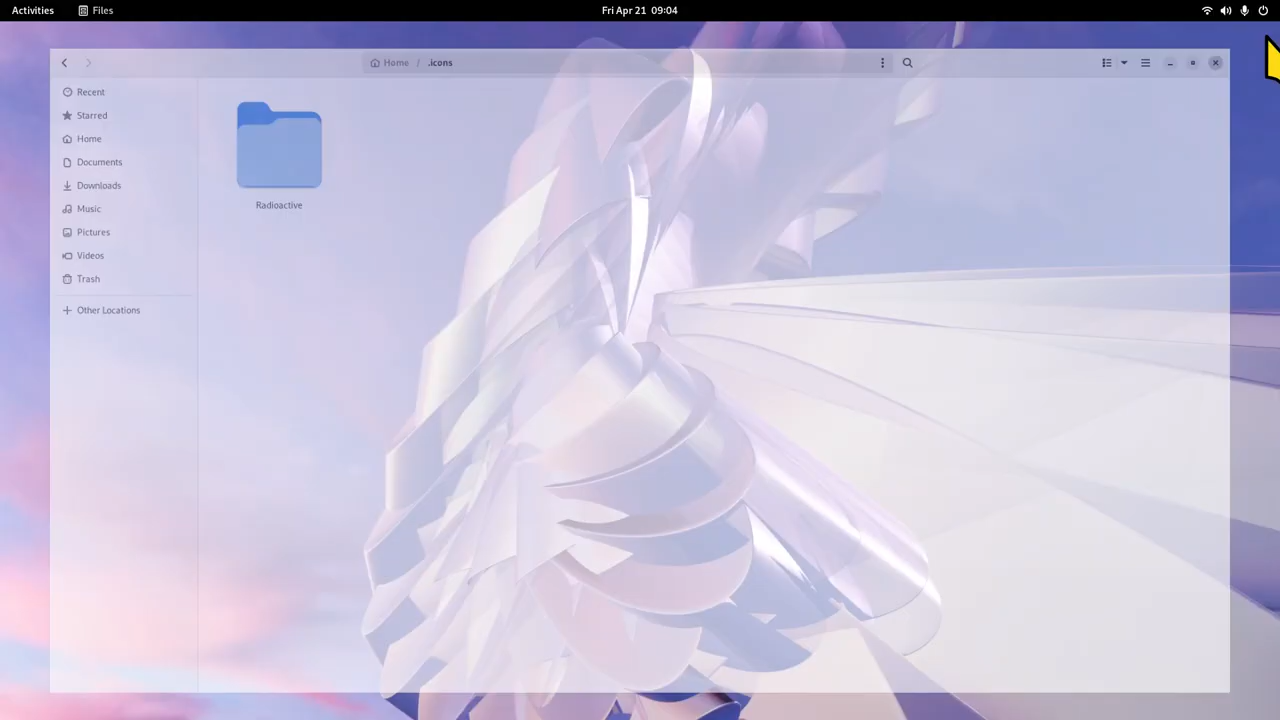 Activities
Files
Fri Apr 21 09:04
Home / .icons
Recent
Starred
Home
Documents
Downloads
Music
Pictures
Videos
Trash
Other Locations
Radioactive